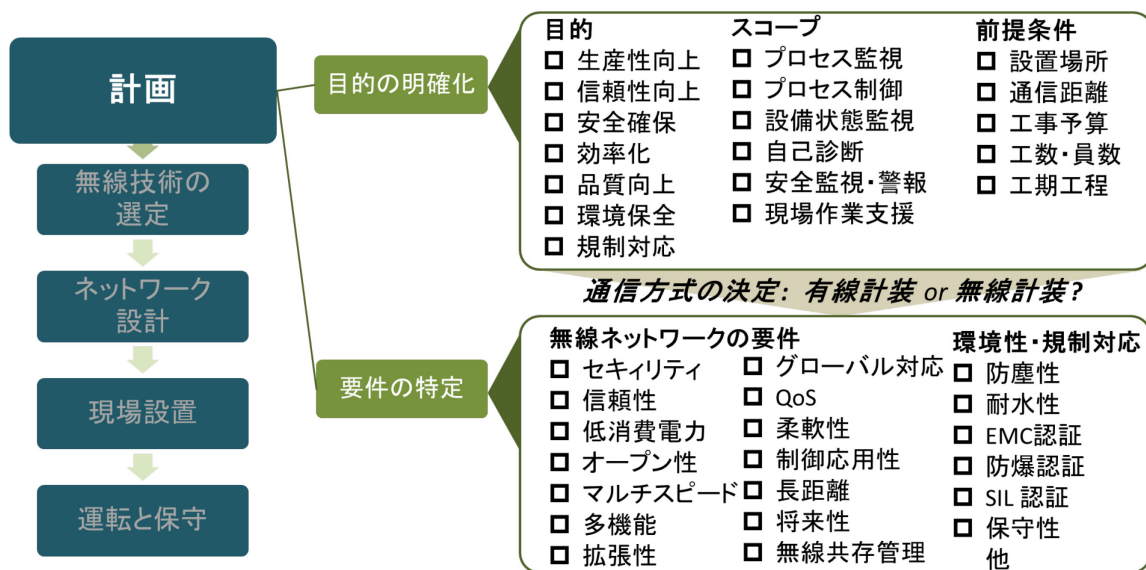 計画
無線技術の
選定
ネットワーク
設計
現場設置
運転と保守
目的の明確化
要件の特定
目的
生産性向上
信頼性向上
安全確保
効率化
品質向上
環境保全
規制対応
スコープ
プロセス監視
プロセス制御
設備状態監視
自己診断
安全監視・警報
現場作業支援
前提条件
設置場所
通信距離
工事予算
工数・員数
工期工程
通信方式の決定: 有線計装 or 無線計装?
無線ネットワークの要件
セキィリティ
信頼性
低消費電力
オープン性
マルチスピード
多機能
拡張性
グローバル対応
QoS
柔軟性
制御応用性
長距離
将来性
無線共存管理
環境性・規制対応
防塵性
耐水性
EMC認証
防爆認証
SIL 認証
保守性
他